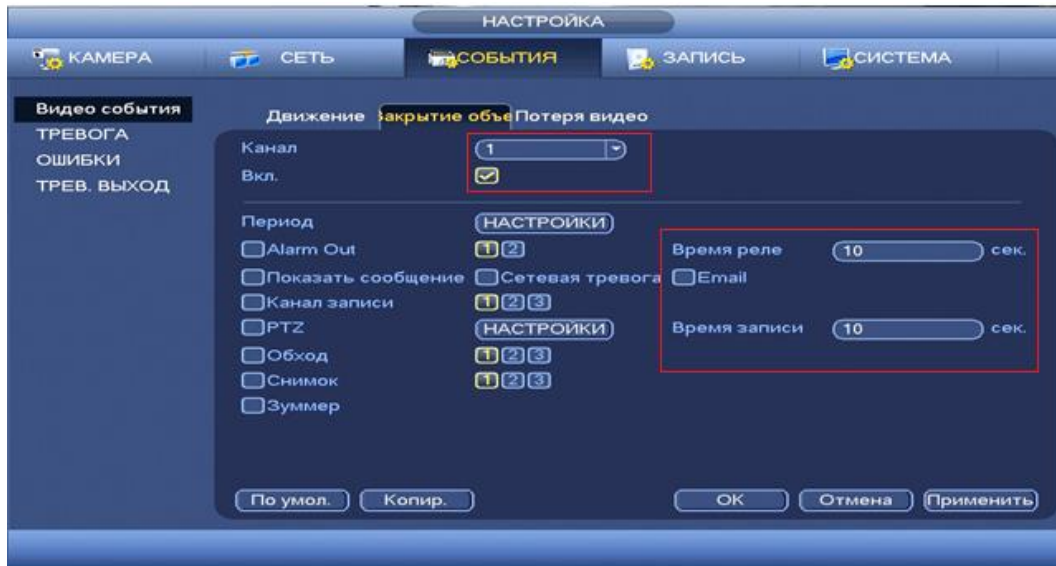 НАСТРОЙКА
КАМЕРА СЕТЬ СОБЫТИЯ ЗАПИСЬ СИСТЕМА
Видео события
ТРЕВОГА
ОШИБКИ
ТРЕВ. ВЫХОД
Движение Закрытие объе Потеря видео
Канал 1
Вкл.
Период НАСТРОЙКИ
Alarm Out 1 2 Время реле 10 сек.
Показать сообщение Сетевая тревога Email
Канал записи 1 2 3
PTZ НАСТРОЙКИ Время записи 10 сек.
Обход 1 2 3
Снимок 1 2 3
Зуммер
По умол. Копир. ОК Отмена Применить